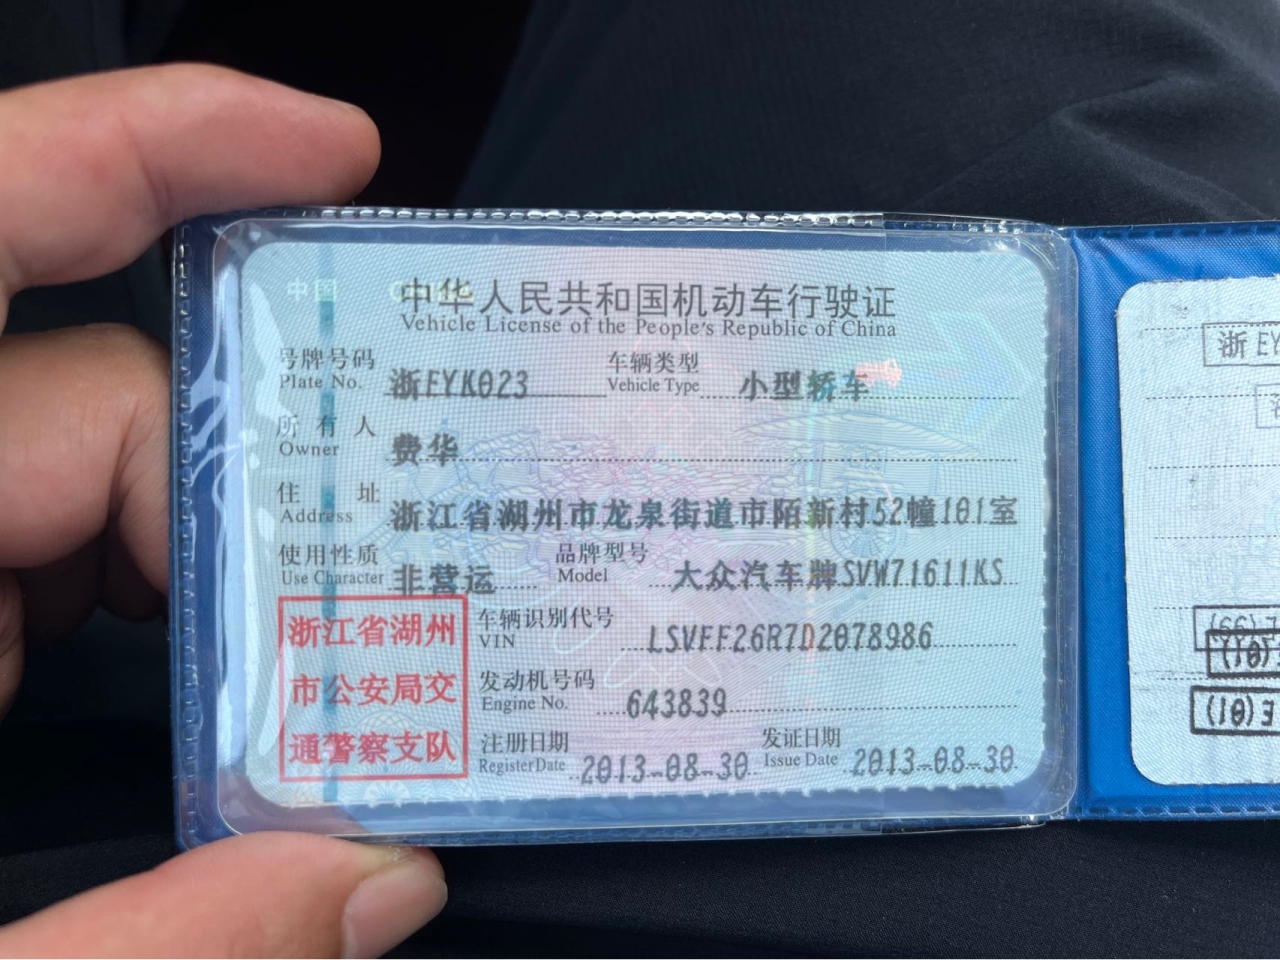 中华人民共和国机动车行驶证
Vehicle License of the People's Republic of China
号牌号码 浙EYK023 车辆类型 小型轿车
Plate No. Vehicle Type
所有人 费华
Owner
住址 浙江省湖州市龙泉街道市陌新村52幢101室
Address
使用性质 非营运 品牌型号 大众汽车牌SVW71611KS
Use Character Model
浙江省湖州
市公安局交
通警察支队
车辆识别代号 LSVFF26R7D2078986
VIN
发动机号码 643839
Engine No.
注册日期 2013-08-30 发证日期 2013-08-30
Register Date Issue Date
浙EY